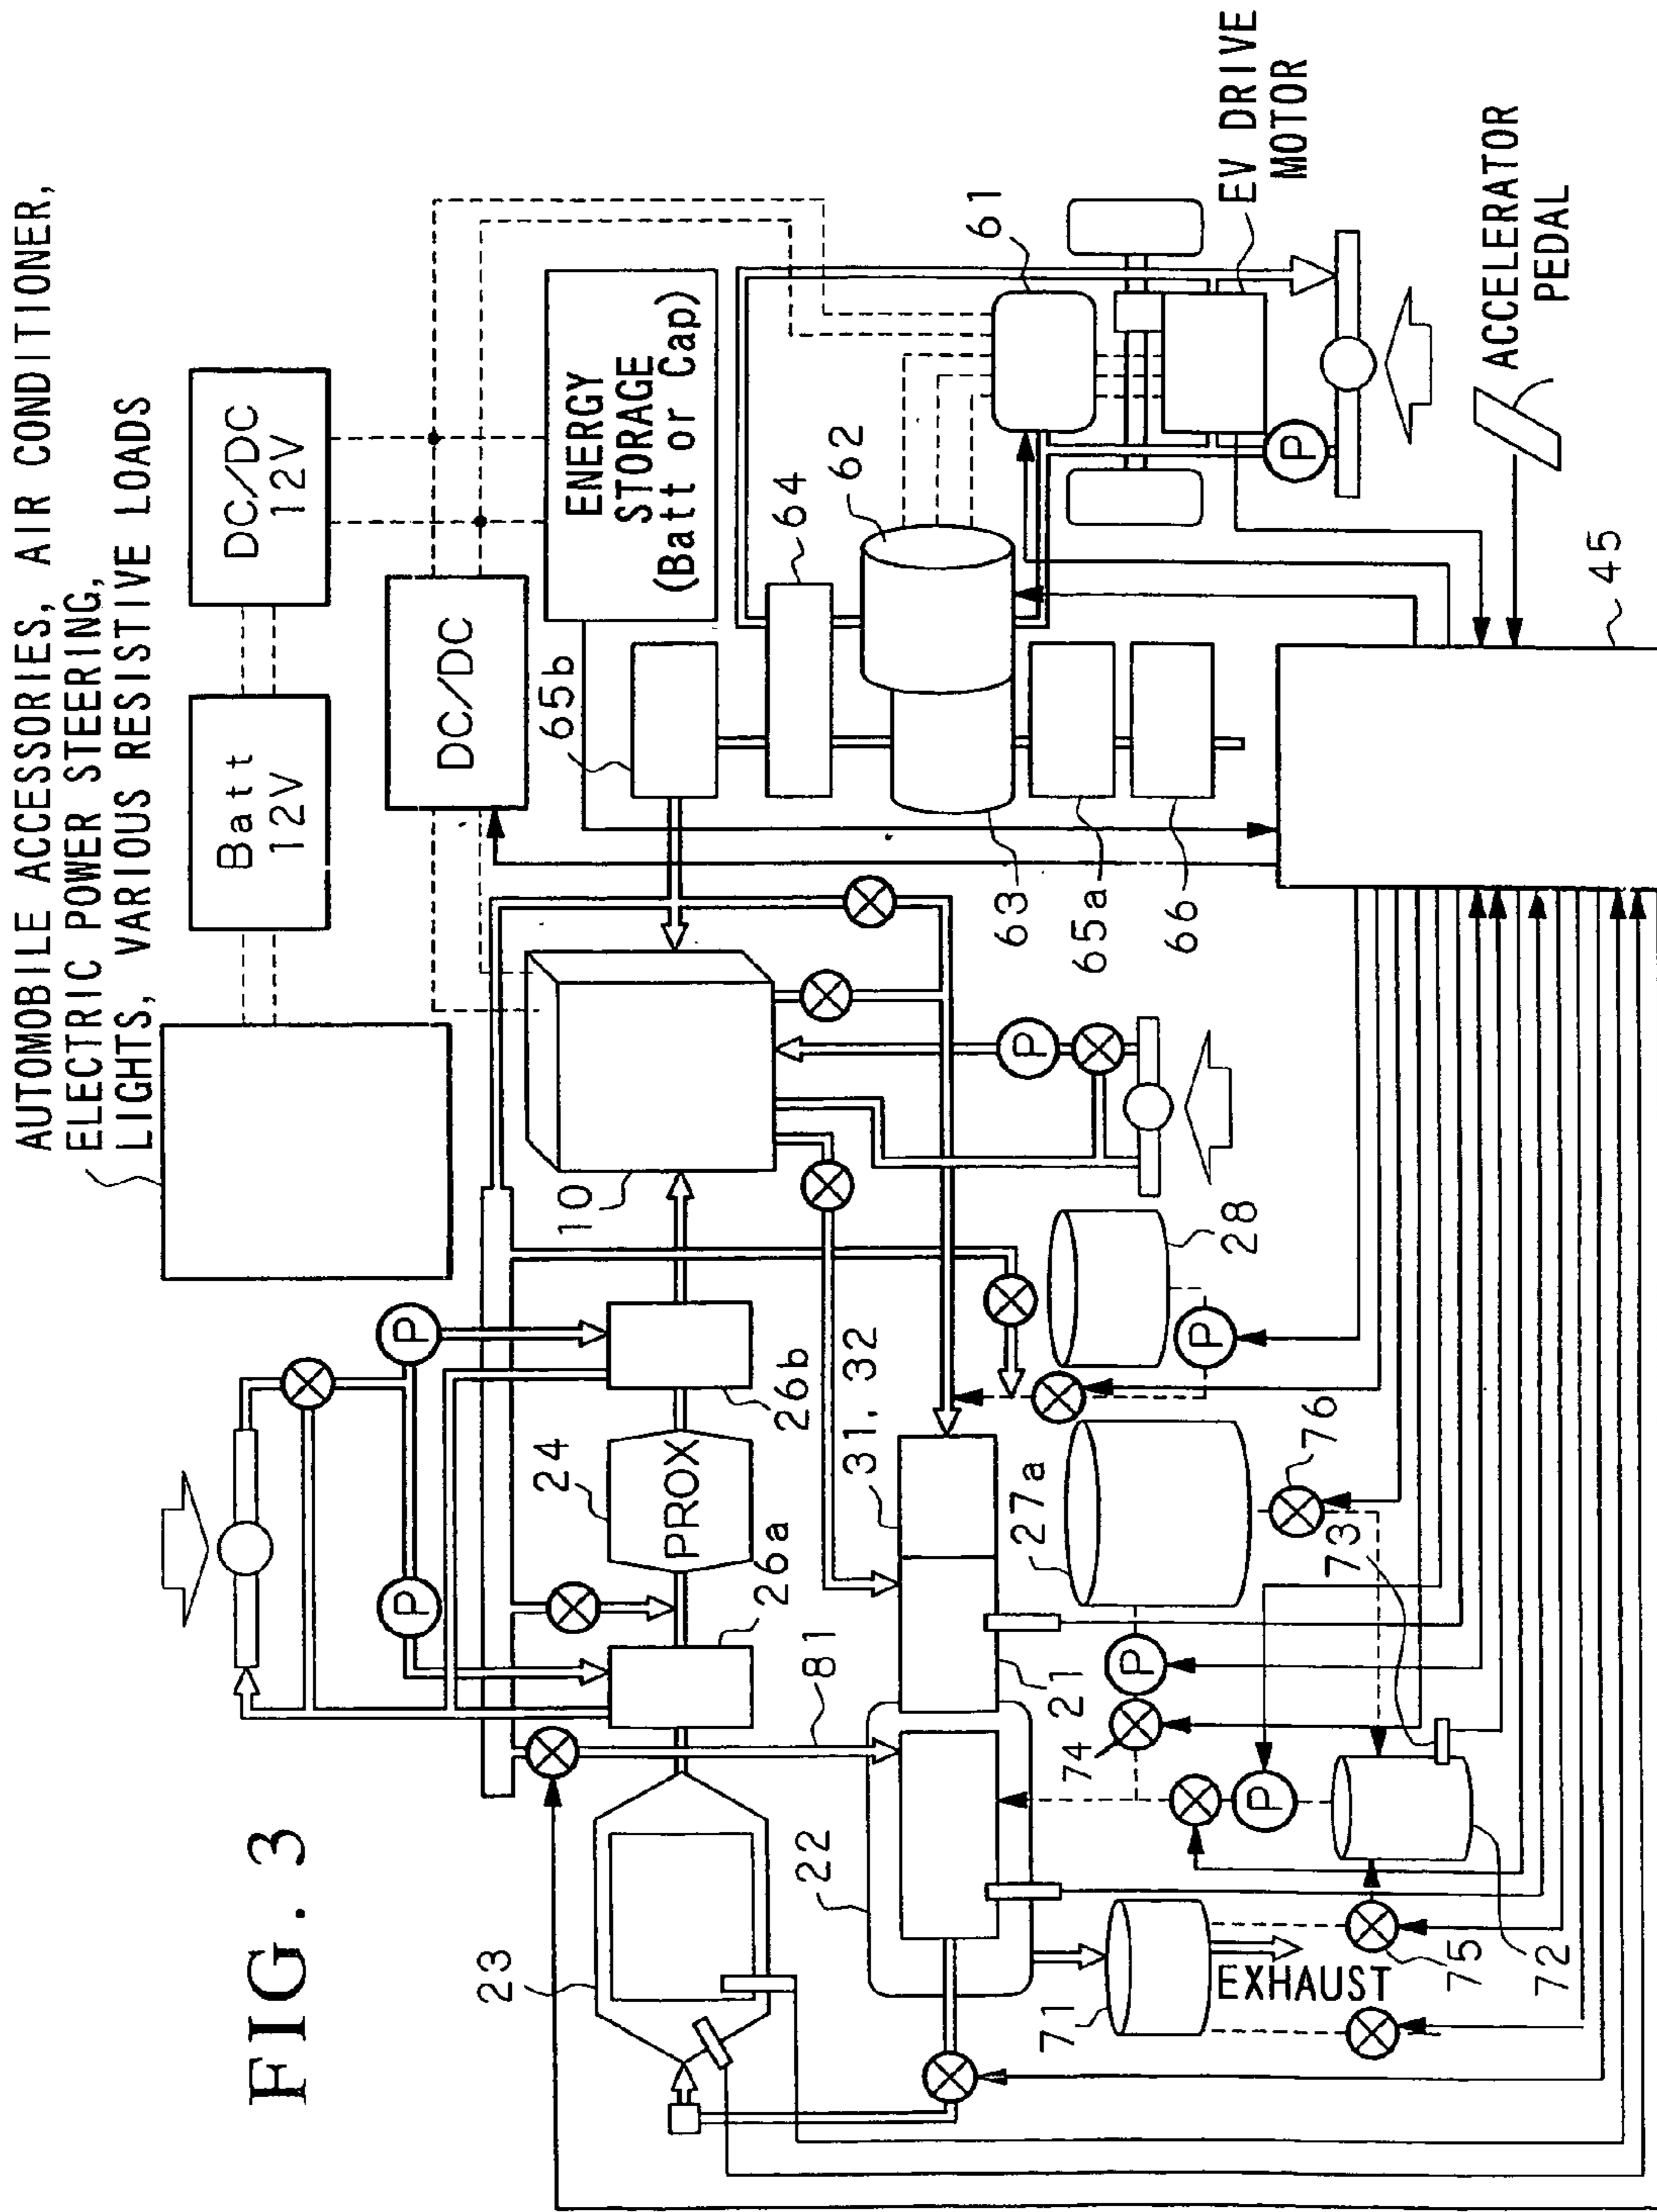 FIG. 3
AUTOMOBILE ACCESSORIES, AIR CONDITIONER,
ELECTRIC POWER STEERING,
LIGHTS, VARIOUS RESISTIVE LOADS
Batt
12V
DC/DC
12V
DC/DC
ENERGY
STORAGE
(Batt or Cap)
P
P
23
26a
24
PROX
26b
10
65b
64
62
61
81
22
21
31, 32
63
65a
66
EV DRIVE
MOTOR
P
P
ACCELERATOR
PEDAL
71
EXHAUST
75
72
74
P
P
73
27a
76
28
P
45